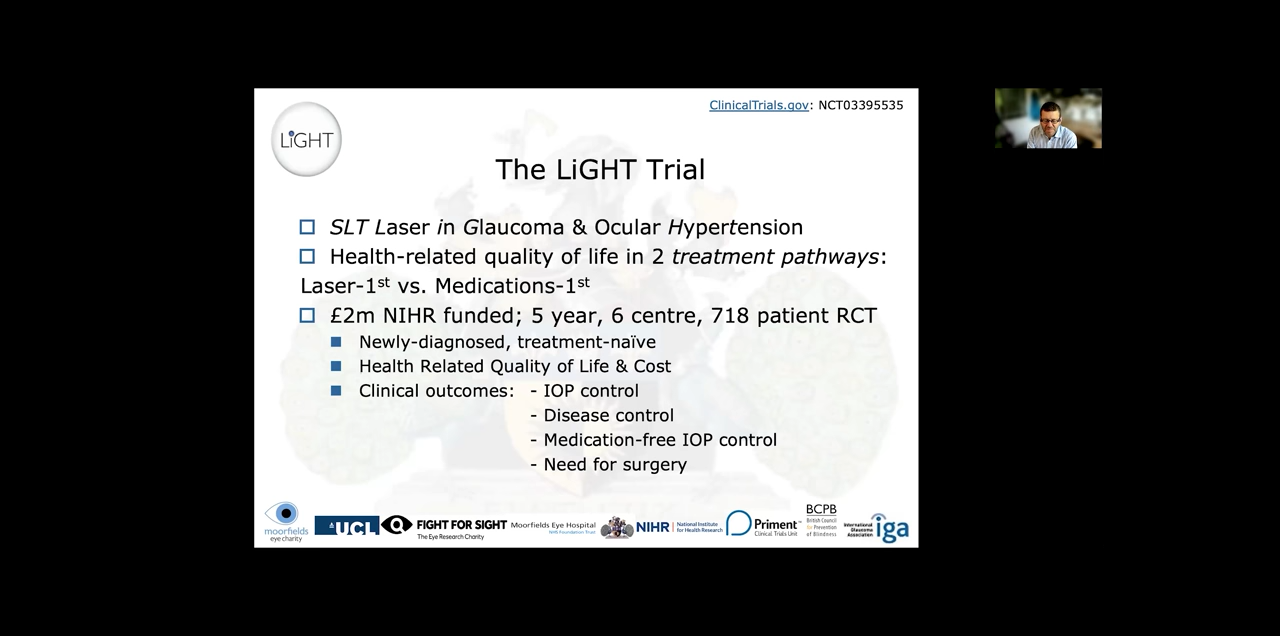 ClinicalTrials.gov: NCT03395535
LiGHT
The LiGHT Trial
SLT Laser in Glaucoma & Ocular Hypertension
Health-related quality of life in 2 treatment pathways:
Laser-1st vs. Medications-1st
£2m NIHR funded; 5 year, 6 centre, 718 patient RCT
Newly-diagnosed, treatment-naïve
Health Related Quality of Life & Cost
Clinical outcomes: - IOP control
- Disease control
- Medication-free IOP control
- Need for surgery
moorfields
eye charity
UCL
FIGHT FOR SIGHT
The Eye Research Charity
Moorfields Eye Hospital
NHS Foundation Trust
NIHR
National Institute
for Health Research
Priment
Clinical Trials Unit
BCPB
British Council
for Prevention
of Blindness
International
Glaucoma
Association
iga